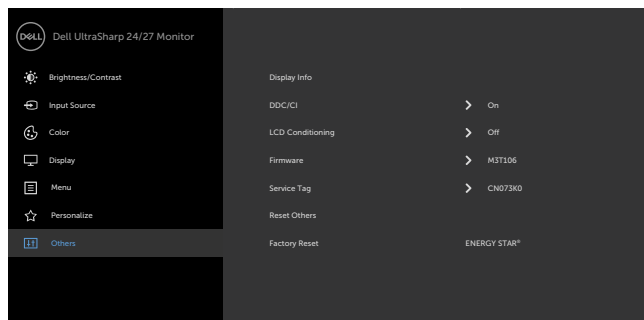 DELL Dell UltraSharp 24/27 Monitor
Brightness/Contrast Display Info
Input Source DDC/CI On
Color LCD Conditioning Off
Display Firmware M3T106
Menu Service Tag CN073K0
Personalize Reset Others
Others Factory Reset ENERGY STAR®